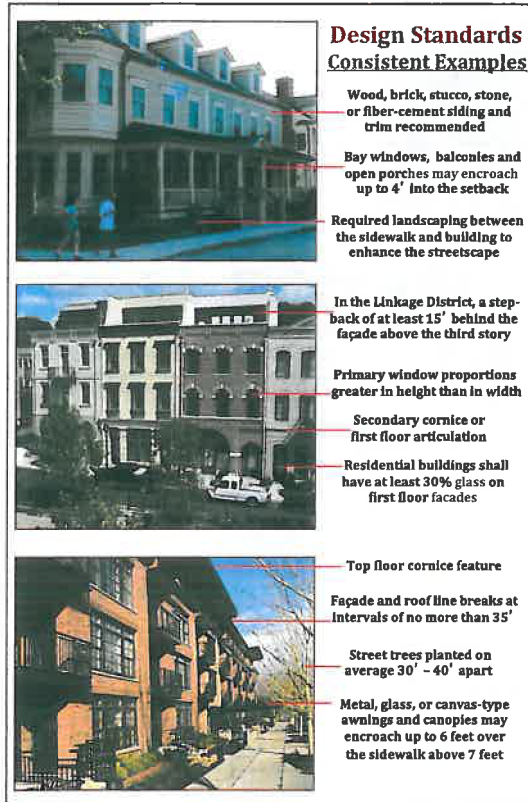 Design Standards
Consistent Examples
Wood, brick, stucco, stone,
or fiber-cement siding and
trim recommended
Bay windows, balconies and
open porches may encroach
up to 4' into the setback
Required landscaping between
the sidewalk and building to
enhance the streetscape
In the Linkage District, a step-
back of at least 15' behind the
façade above the third story
Primary window proportions
greater in height than in width
Secondary cornice or
first floor articulation
Residential buildings shall
have at least 30% glass on
first floor facades
Top floor cornice feature
Façade and roof line breaks at
intervals of no more than 35'
Street trees planted on
average 30' – 40' apart
Metal, glass, or canvas-type
awnings and canopies may
encroach up to 6 feet over
the sidewalk above 7 feet